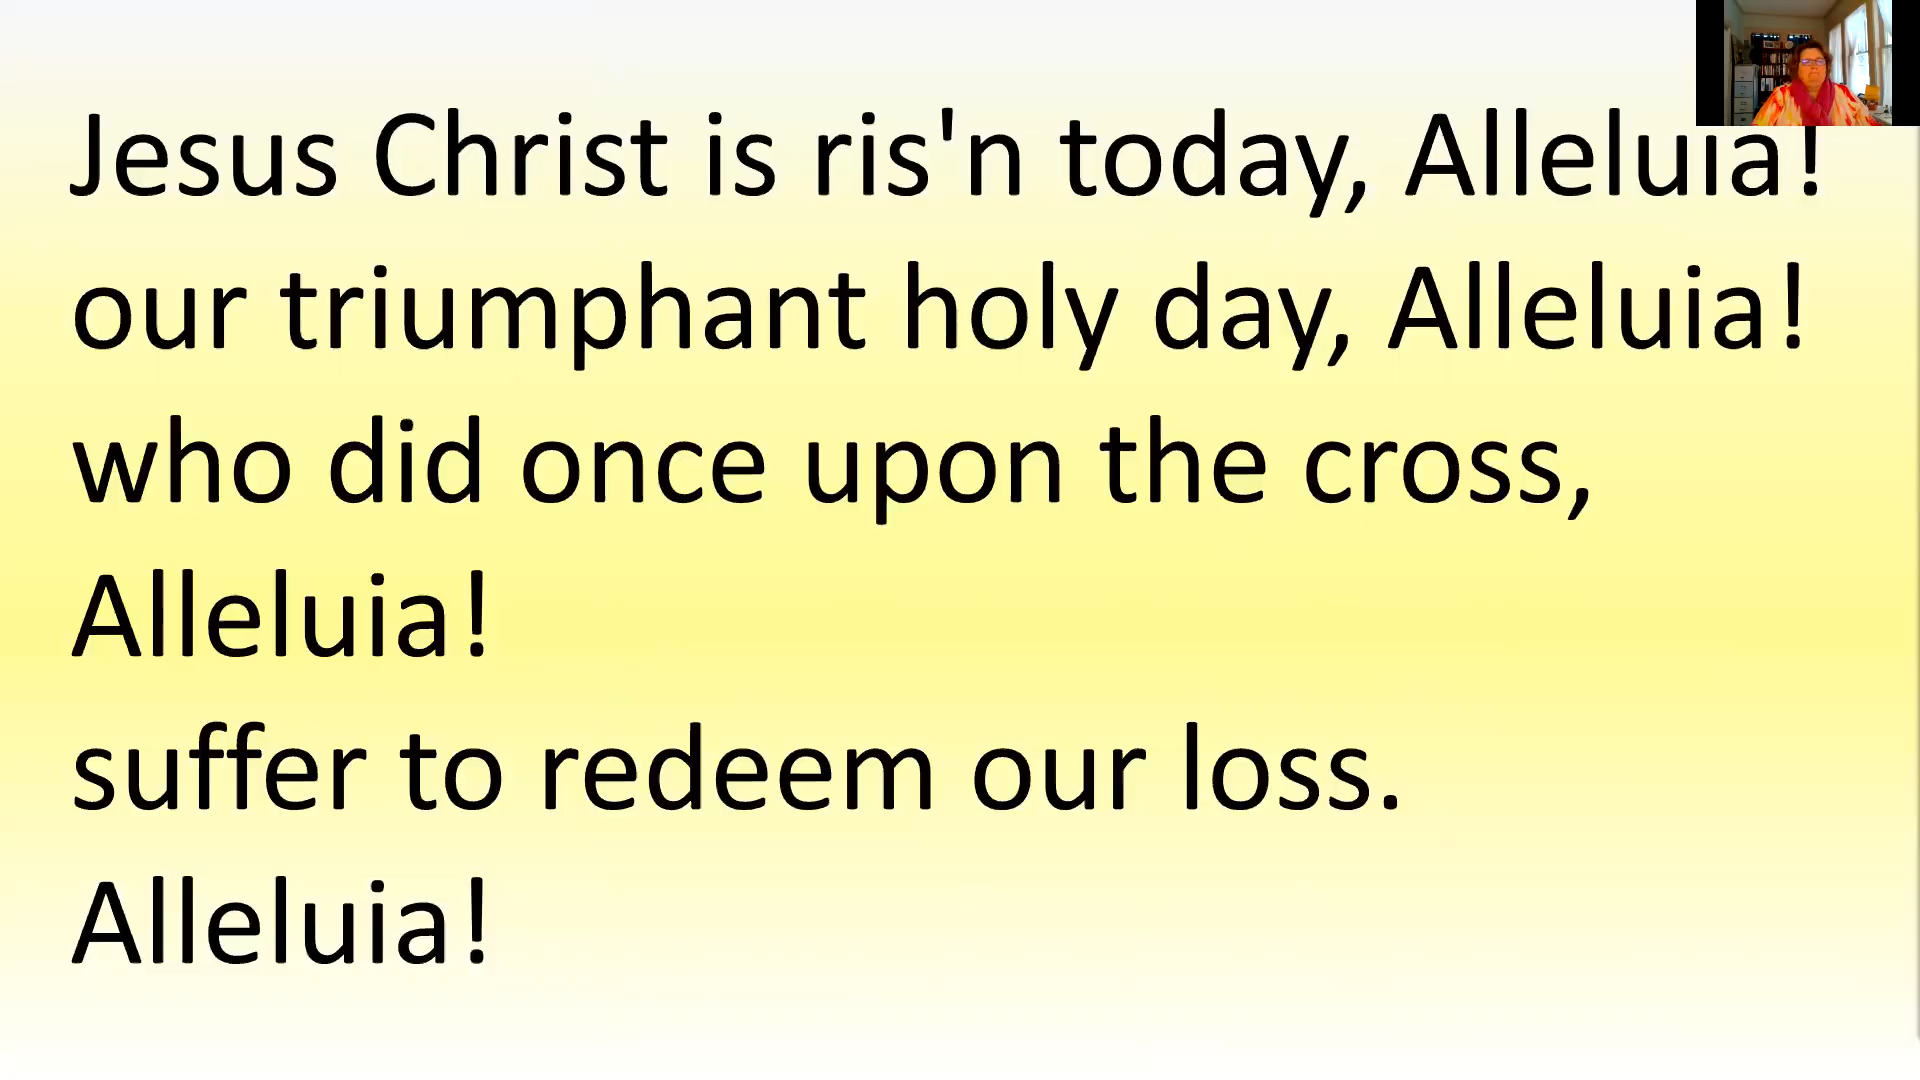 Jesus Christ is ris'n today, Alleluia!
our triumphant holy day, Alleluia!
who did once upon the cross,
Alleluia!
suffer to redeem our loss.
Alleluia!